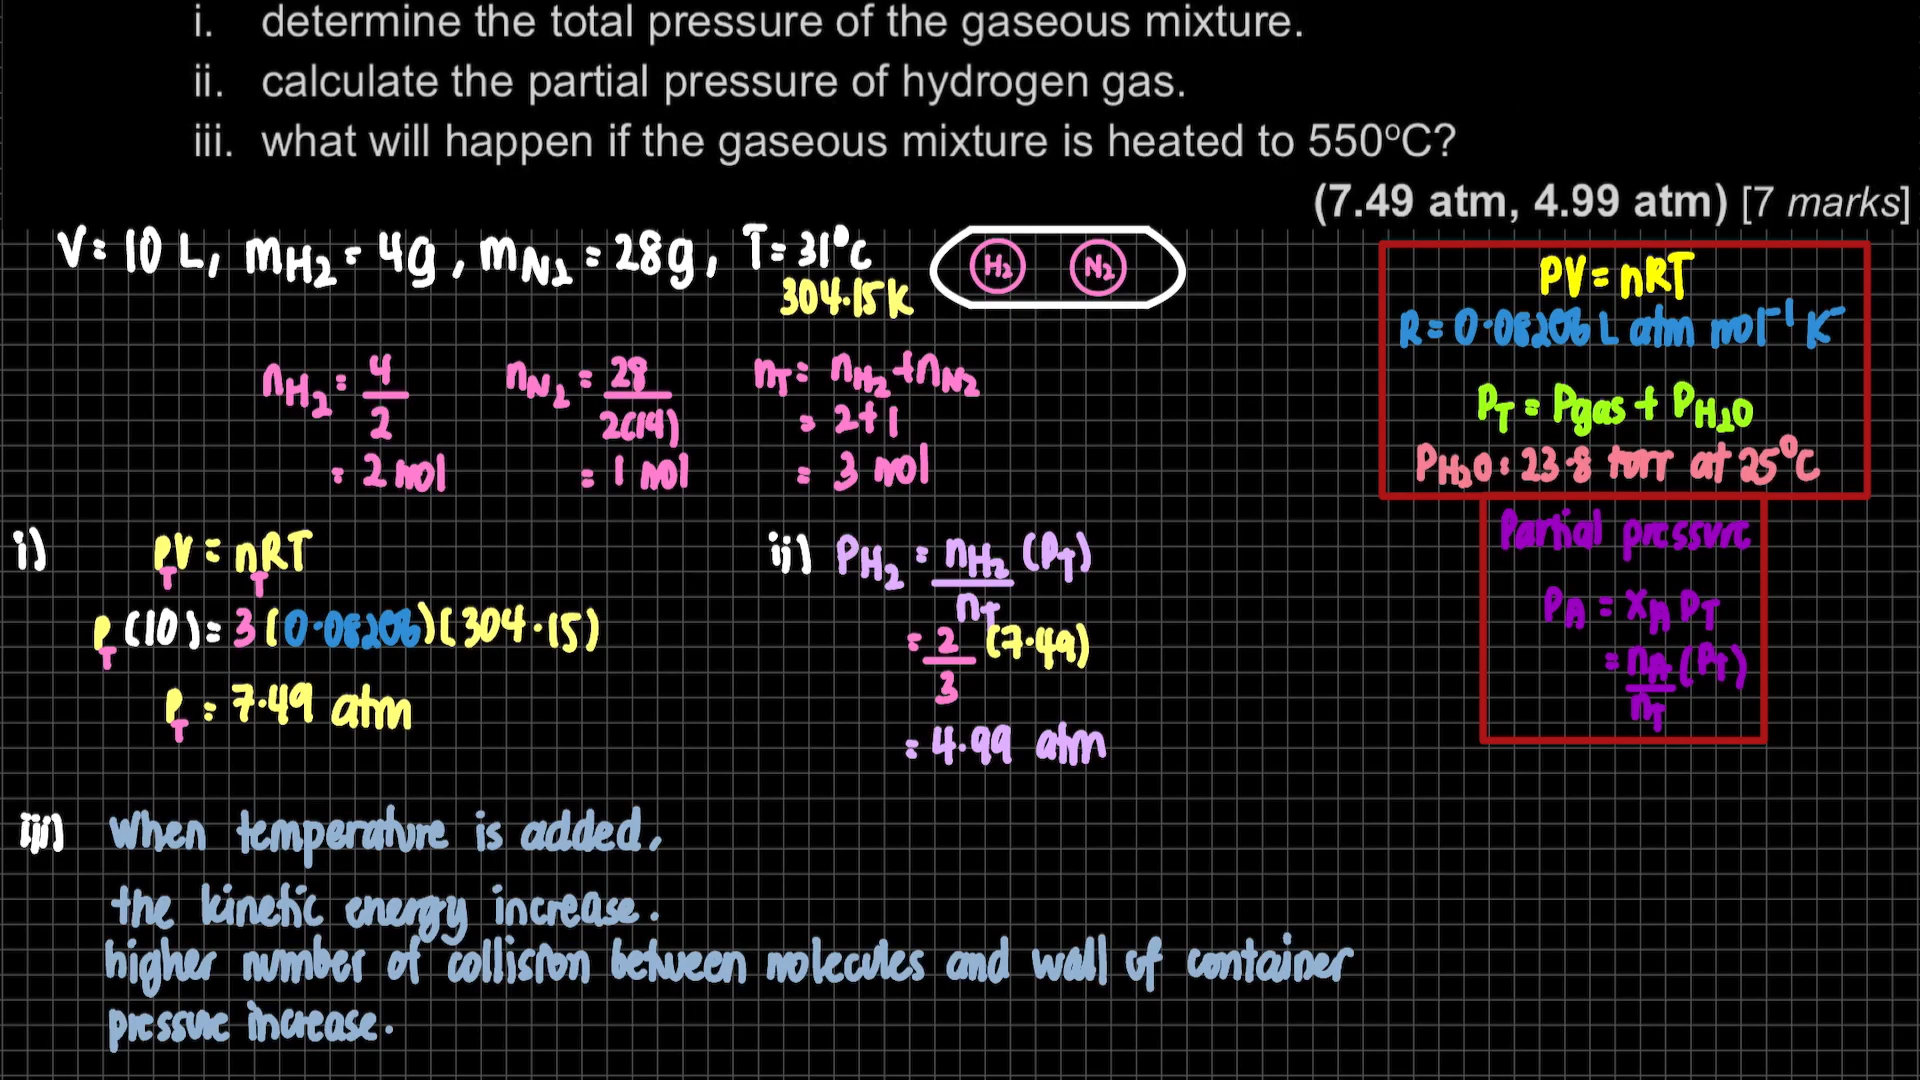 i. determine the total pressure of the gaseous mixture.
ii. calculate the partial pressure of hydrogen gas.
iii. what will happen if the gaseous mixture is heated to 550°C?
(7.49 atm, 4.99 atm) [7 marks]
V = 10 L, mH₂ = 4g, mN₂ = 28g, T = 31°C
304.15 K
H₂ N₂
nH₂ = 4/2
= 2 mol
nN₂ = 28/2(14)
= 1 mol
nT = nH₂ + nN₂
= 2+1
= 3 mol
PV = nRT
R = 0.08206 L atm mol⁻¹ K⁻
PT = Pgas + PH₂O
PH₂O = 23.8 torr at 25°C
Partial pressure
PA = xA PT
= nA/nT (PT)
i) PTV = nTRT
PT (10) = 3 (0.08206)(304.15)
PT = 7.49 atm
ii) PH₂ = nH₂/nT (PT)
= 2/3 (7.49)
= 4.99 atm
iii) When temperature is added,
the kinetic energy increase.
higher number of collision between molecules and wall of container
pressure increase.